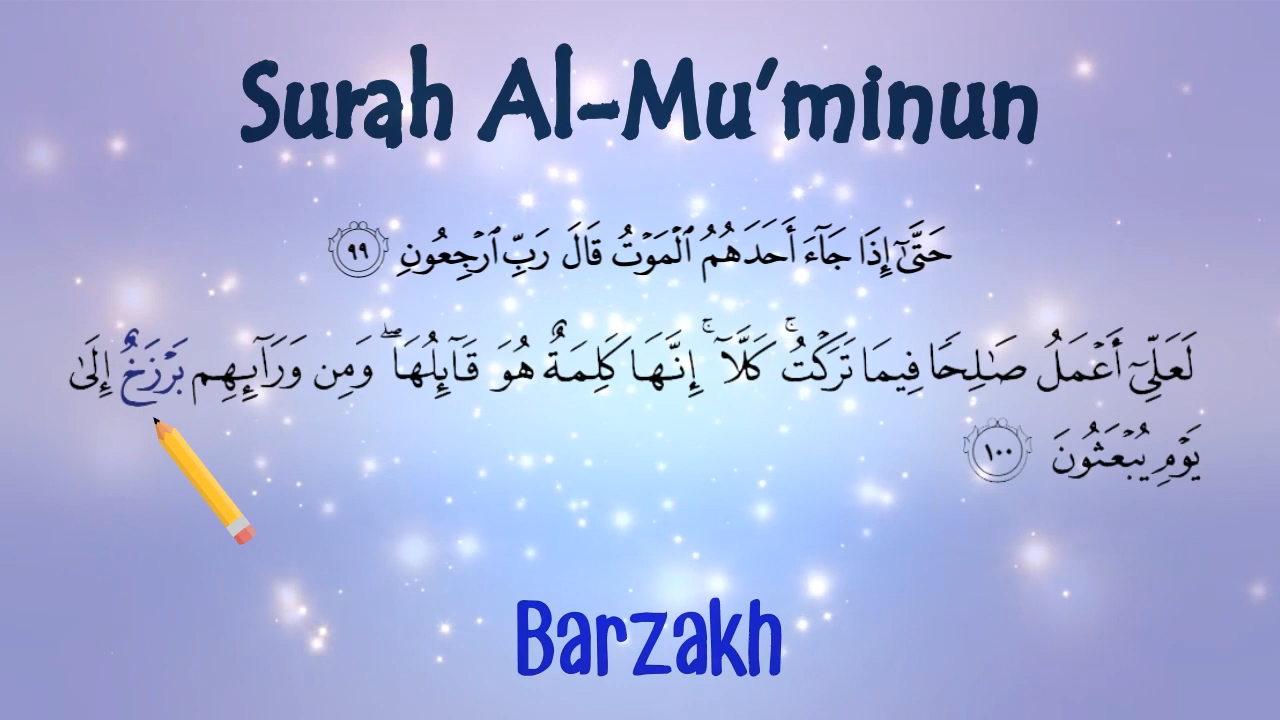 Surah Al-Mu'minun
حَتَّىٰٓ إِذَا جَآءَ أَحَدَهُمُ ٱلْمَوْتُ قَالَ رَبِّ ٱرْجِعُونِ ٩٩
لَعَلِّىٓ أَعْمَلُ صَـٰلِحًا فِيمَا تَرَكْتُ ۚ كَلَّآ ۚ إِنَّهَا كَلِمَةٌ هُوَ قَآئِلُهَا ۖ وَمِن وَرَآئِهِم بَرْزَخٌ إِلَىٰ
يَوْمِ يُبْعَثُونَ ١٠٠
Barzakh